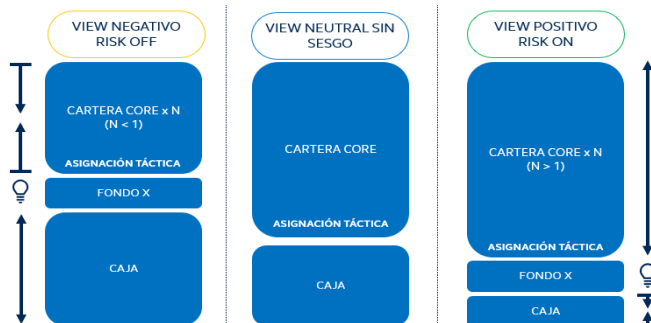 VIEW NEGATIVO
RISK OFF
CARTERA CORE x N
(N < 1)
ASIGNACIÓN TÁCTICA
FONDO X
CAJA
VIEW NEUTRAL SIN
SESGO
CARTERA CORE
ASIGNACIÓN TÁCTICA
CAJA
VIEW POSITIVO
RISK ON
CARTERA CORE x N
(N > 1)
ASIGNACIÓN TÁCTICA
FONDO X
CAJA